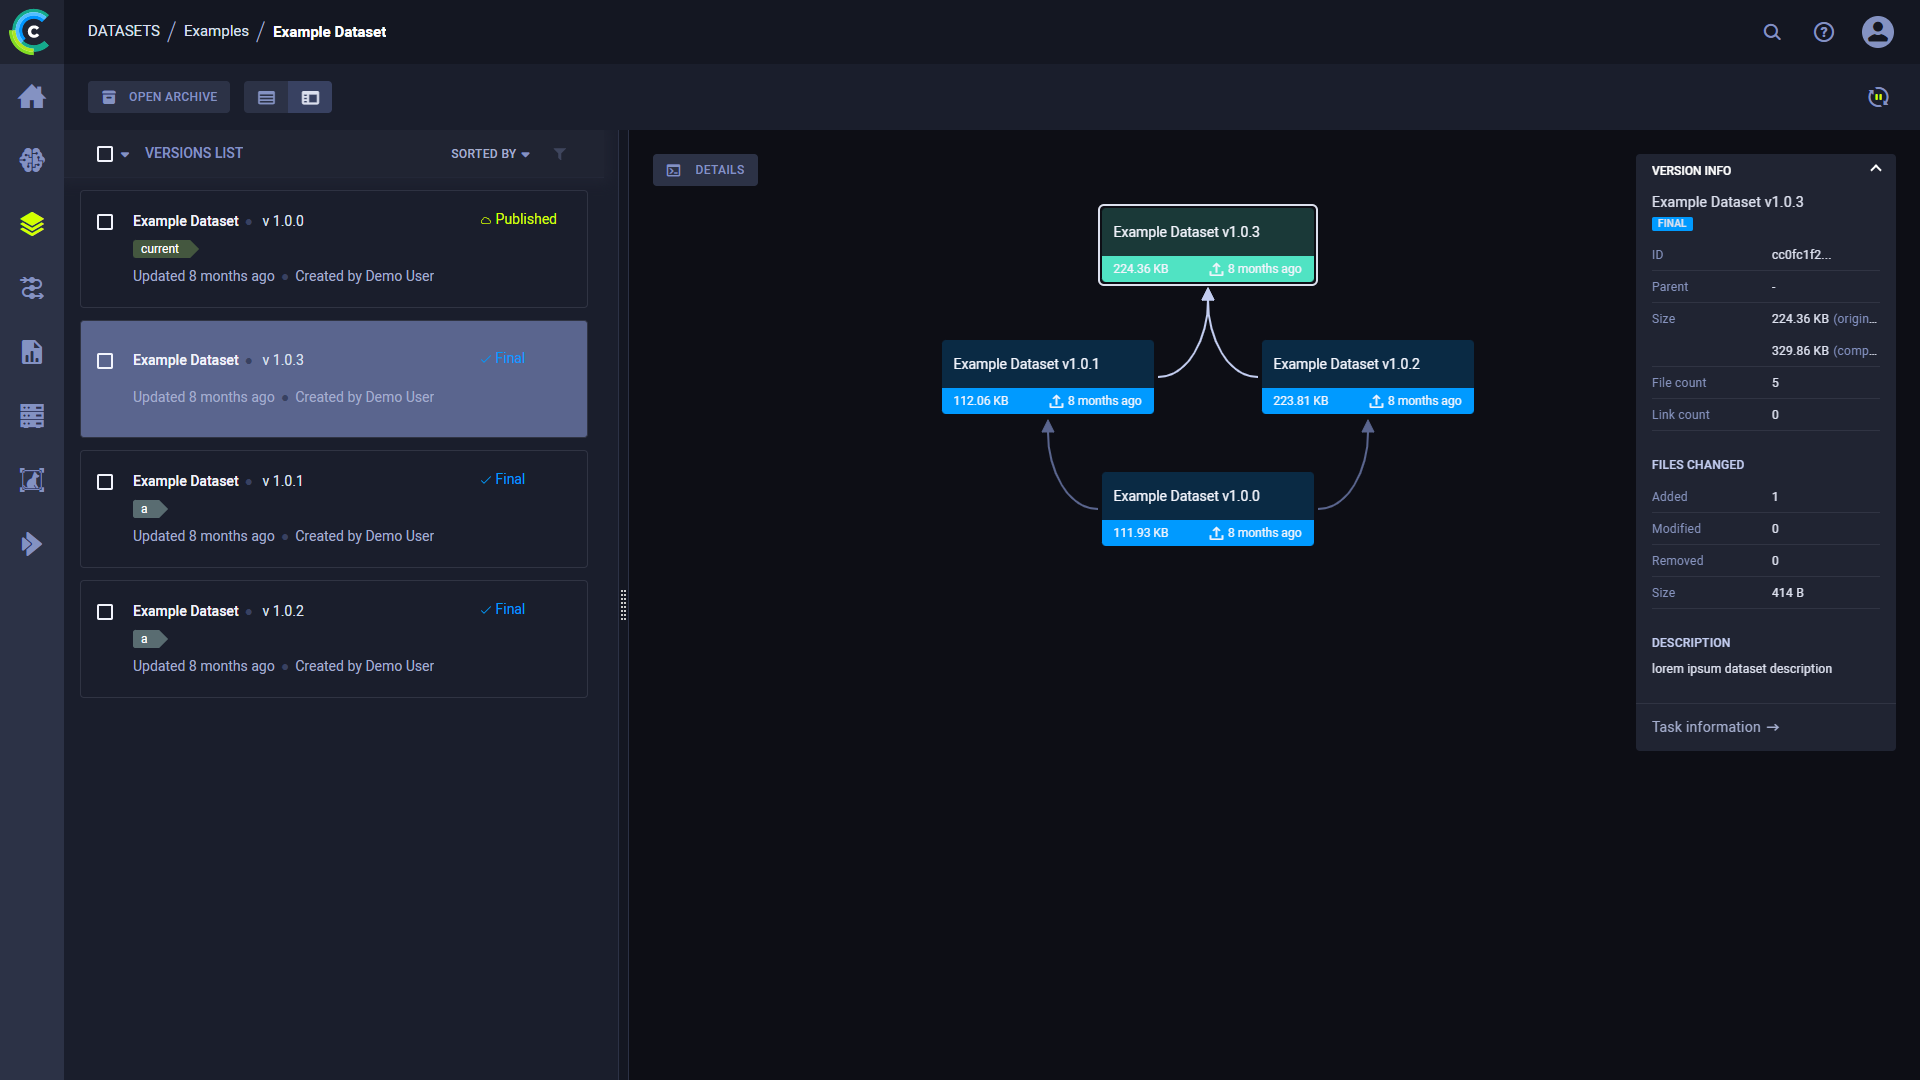 DATASETS / Examples / Example Dataset
OPEN ARCHIVE
VERSIONS LIST
SORTED BY
Example Dataset v 1.0.0
Published
current
Updated 8 months ago Created by Demo User
Example Dataset v 1.0.3
Final
Updated 8 months ago Created by Demo User
Example Dataset v 1.0.1
Final
a
Updated 8 months ago Created by Demo User
Example Dataset v 1.0.2
Final
a
Updated 8 months ago Created by Demo User
DETAILS
Example Dataset v1.0.3
224.36 KB 8 months ago
Example Dataset v1.0.1
112.06 KB 8 months ago
Example Dataset v1.0.2
223.81 KB 8 months ago
Example Dataset v1.0.0
111.93 KB 8 months ago
VERSION INFO
Example Dataset v1.0.3
FINAL
ID cc0fc1f2...
Parent -
Size 224.36 KB (origin...
329.86 KB (comp...
File count 5
Link count 0
FILES CHANGED
Added 1
Modified 0
Removed 0
Size 414 B
DESCRIPTION
lorem ipsum dataset description
Task information →